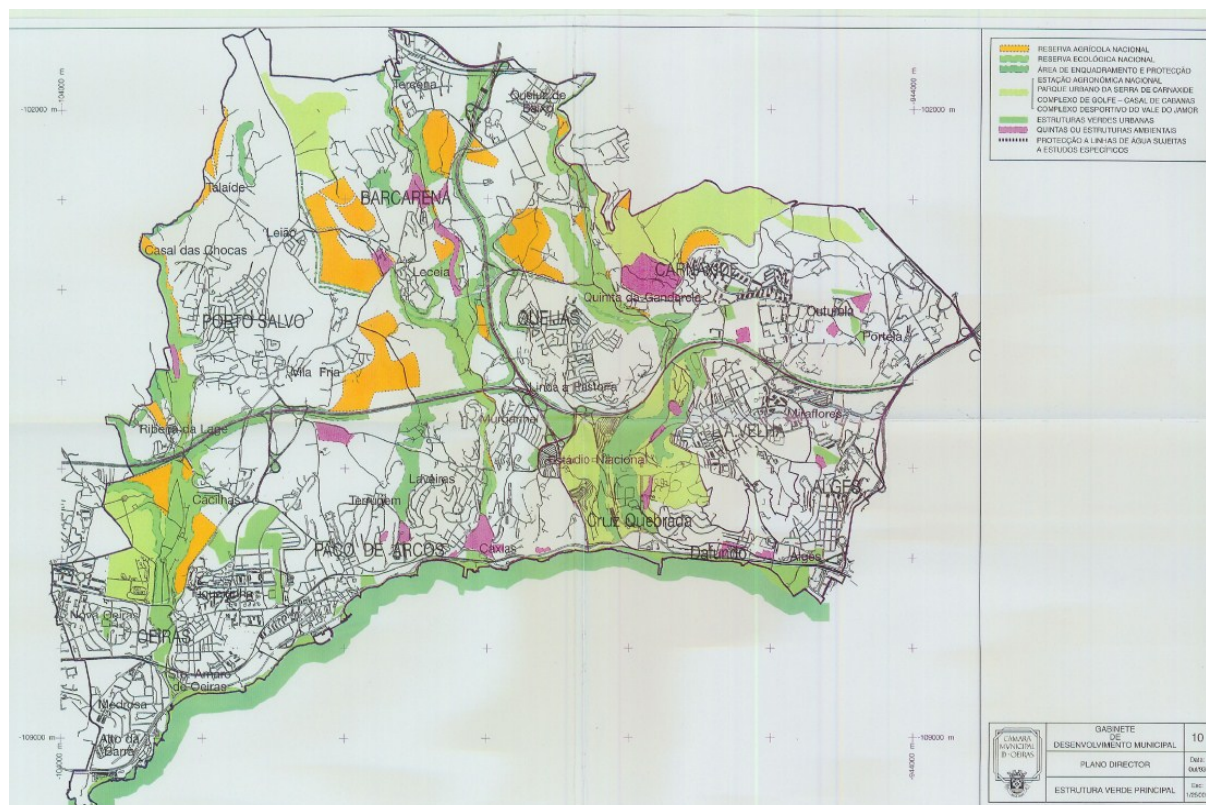 RESERVA AGRÍCOLA NACIONAL
RESERVA ECOLÓGICA NACIONAL
ÁREA DE ENQUADRAMENTO E PROTECÇÃO
ESTAÇÃO AGRONÓMICA NACIONAL
PARQUE URBANO DA SERRA DE CARNAXIDE
COMPLEXO DE GOLFE – CASAL DE CABANAS
COMPLEXO DESPORTIVO DO VALE DO JAMOR
ESTRUTURAS VERDES URBANAS
QUINTAS OU ESTRUTURAS AMBIENTAIS
PROTECÇÃO A LINHAS DE ÁGUA SUJEITAS
A ESTUDOS ESPECÍFICOS
-104000 m
-102000 m
-102000 m
Tercena
Queluz de
Baixo
Talaíde
BARCARENA
Leião
Casal das Chocas
Leceia
CARNAXIDE
Quinta da Gandarela
PORTO SALVO
QUEIJAS
Outurela
Portela
Vila Fria
Linda a Pastora
Murganhal
Miraflores
Ribeira da Lage
L. A VELHA
Estádio Nacional
Laveiras
ALGÉS
Cacilhas
Terrugem
Cruz Quebrada
PAÇO DE ARCOS
Caxias
Dafundo
Algés
Nova Oeiras
OEIRAS
Sto. Amaro
de Oeiras
Medrosa
Alto da
Barra
-109000 m
-109000 m
CÂMARA
MUNICIPAL
D OEIRAS
GABINETE
DE
DESENVOLVIMENTO MUNICIPAL
10
PLANO DIRECTOR
Data:
ESTRUTURA VERDE PRINCIPAL
Esc: